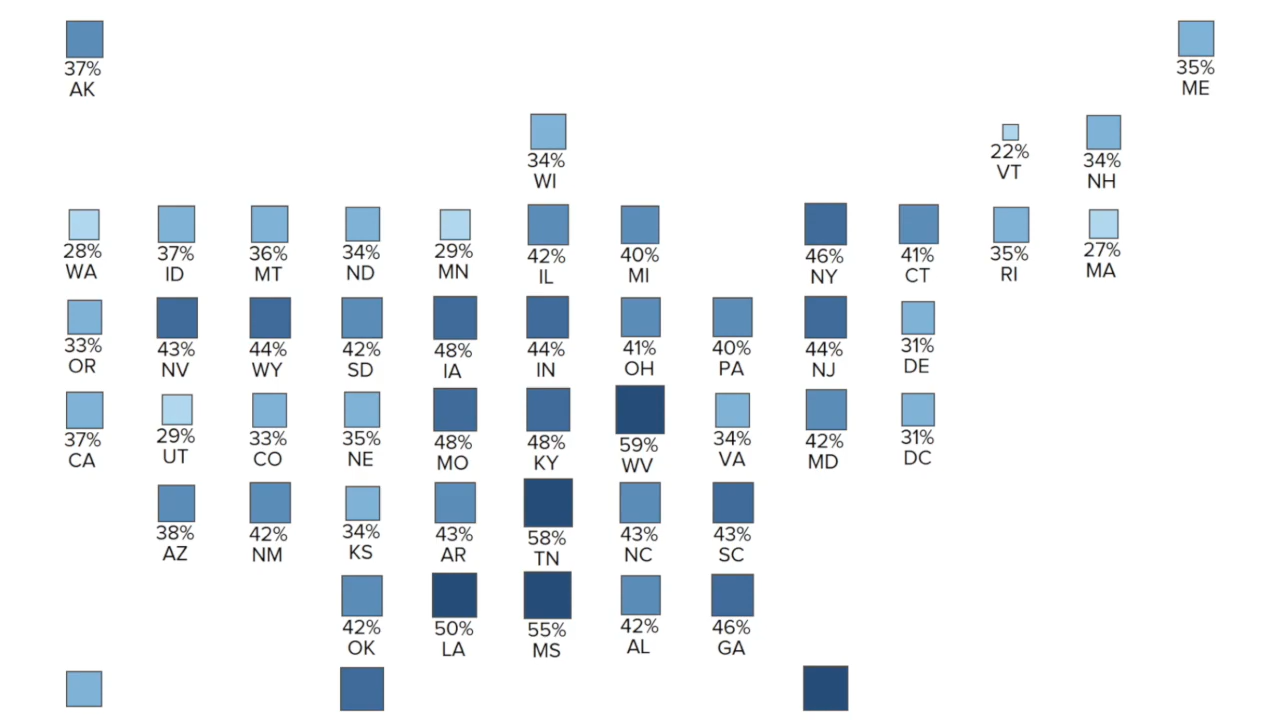 37%
AK
35%
ME
34%
WI
22%
VT
34%
NH
28%
WA
37%
ID
36%
MT
34%
ND
29%
MN
42%
IL
40%
MI
46%
NY
41%
CT
35%
RI
27%
MA
33%
OR
43%
NV
44%
WY
42%
SD
48%
IA
44%
IN
41%
OH
40%
PA
44%
NJ
31%
DE
37%
CA
29%
UT
33%
CO
35%
NE
48%
MO
48%
KY
59%
WV
34%
VA
42%
MD
31%
DC
38%
AZ
42%
NM
34%
KS
43%
AR
58%
TN
43%
NC
43%
SC
42%
OK
50%
LA
55%
MS
42%
AL
46%
GA